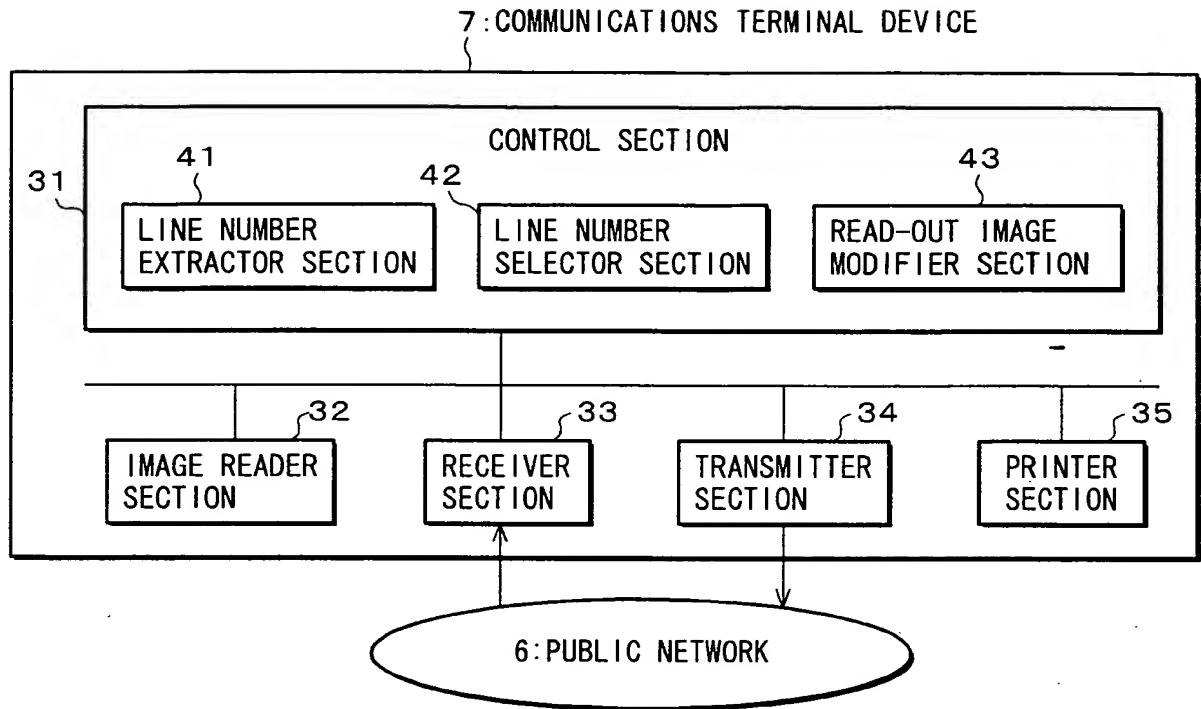 7:COMMUNICATIONS TERMINAL DEVICE
CONTROL SECTION
31
41
LINE NUMBER
EXTRACTOR SECTION
42
LINE NUMBER
SELECTOR SECTION
43
READ-OUT IMAGE
MODIFIER SECTION
32
IMAGE READER
SECTION
33
RECEIVER
SECTION
34
TRANSMITTER
SECTION
35
PRINTER
SECTION
6:PUBLIC NETWORK